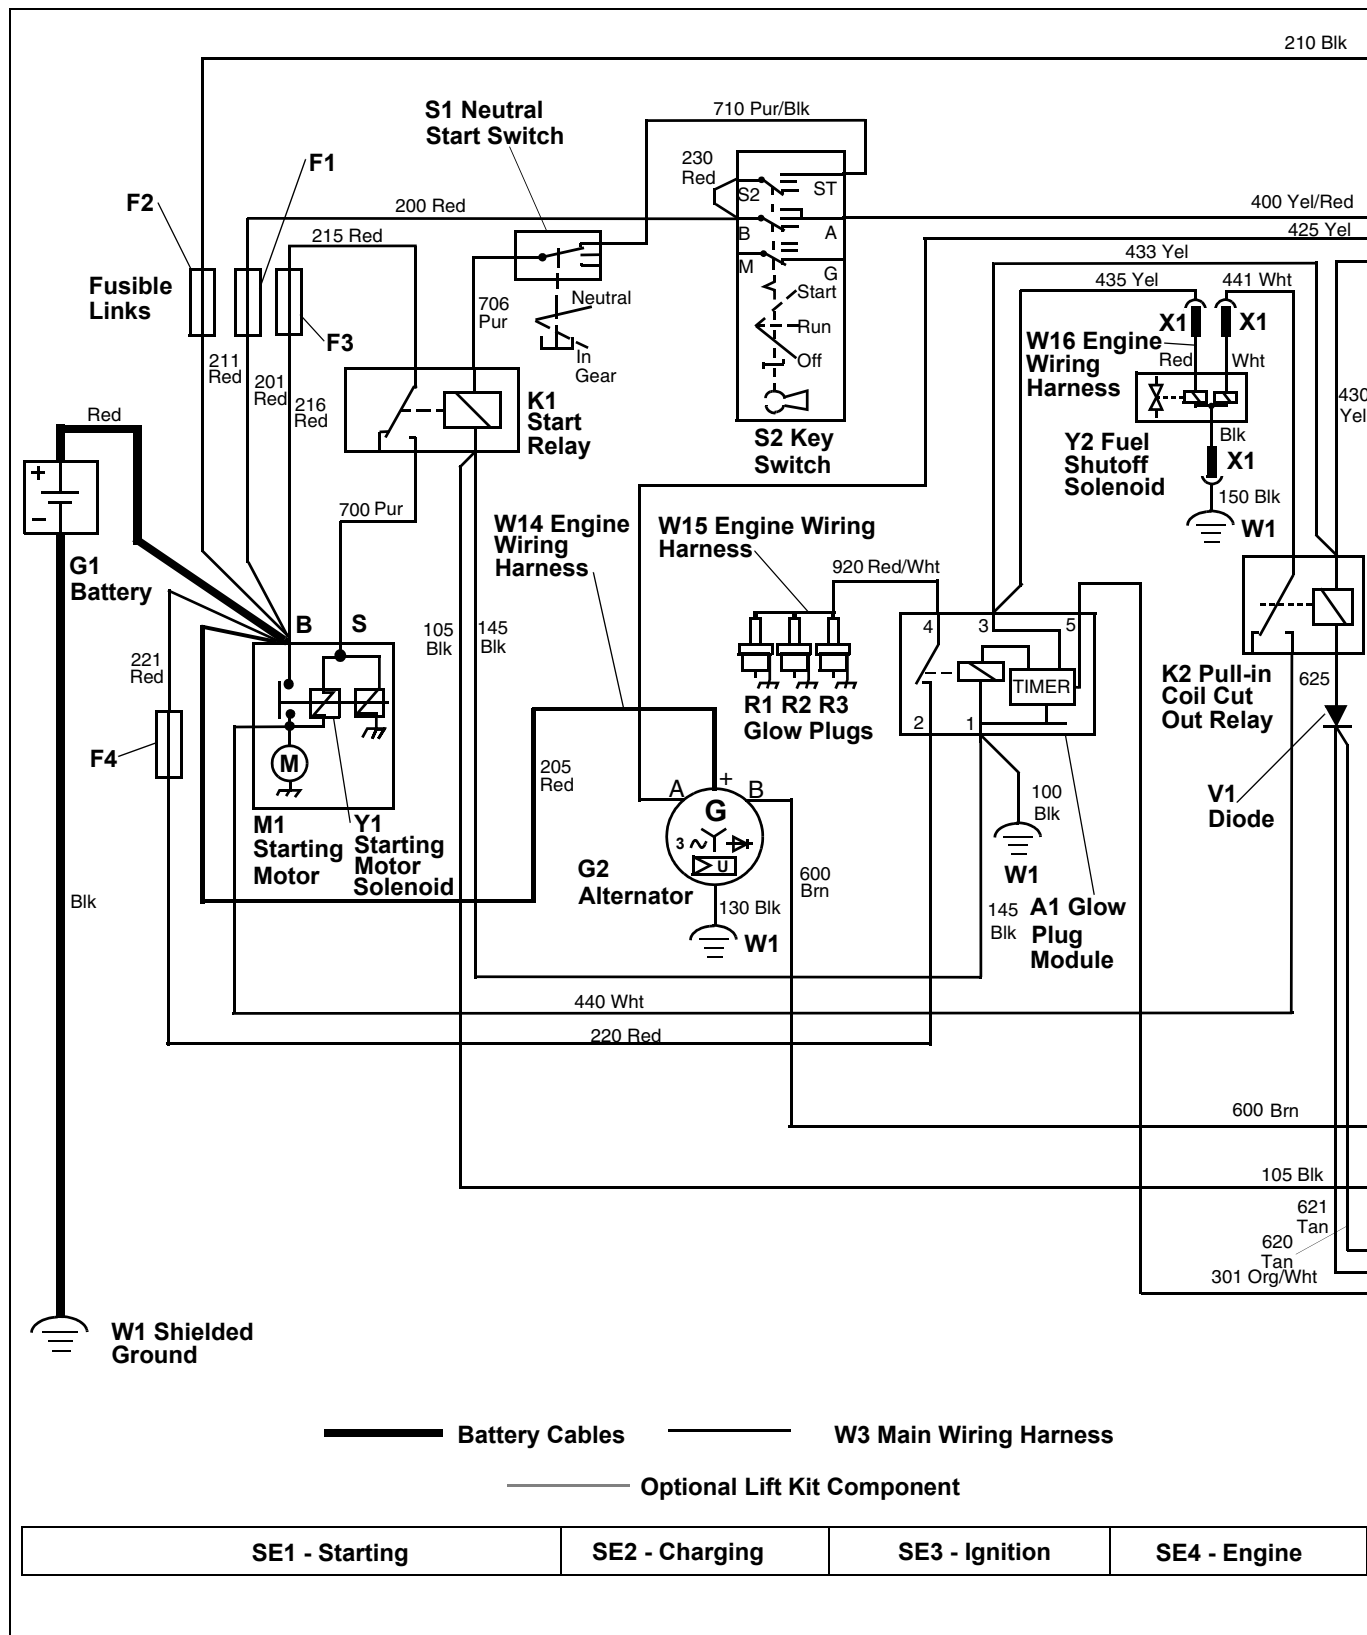 210 Blk
710 Pur/Blk
S1 Neutral
Start Switch
230
Red
S2
ST
F1
F2
200 Red
400 Yel/Red
B
A
425 Yel
215 Red
433 Yel
M
G
435 Yel
441 Wht
Fusible
Links
706
Pur
Neutral
Start
Run
Off
In
Gear
F3
X1
X1
W16 Engine
Wiring
Harness
Red
Wht
211
Red
201
Red
216
Red
K1
Start
Relay
430
Yel
Red
+
–
S2 Key
Switch
Y2 Fuel
Shutoff
Solenoid
Blk
X1
150 Blk
W1
700 Pur
W14 Engine
Wiring
Harness
W15 Engine Wiring
Harness
G1
Battery
920 Red/Wht
B
S
105
Blk
145
Blk
4
3
5
221
Red
TIMER
R1 R2 R3
Glow Plugs
2
1
K2 Pull-in
Coil Cut
Out Relay
625
F4
M
205
Red
A
+
B
G
3
U
100
Blk
W1
V1
Diode
M1
Starting
Motor
Y1
Starting
Motor
Solenoid
G2
Alternator
600
Brn
Blk
130 Blk
W1
145
Blk
A1 Glow
Plug
Module
440 Wht
220 Red
600 Brn
105 Blk
621
Tan
620
Tan
301 Org/Wht
W1 Shielded
Ground
Battery Cables
W3 Main Wiring Harness
Optional Lift Kit Component
SE1 - Starting
SE2 - Charging
SE3 - Ignition
SE4 - Engine